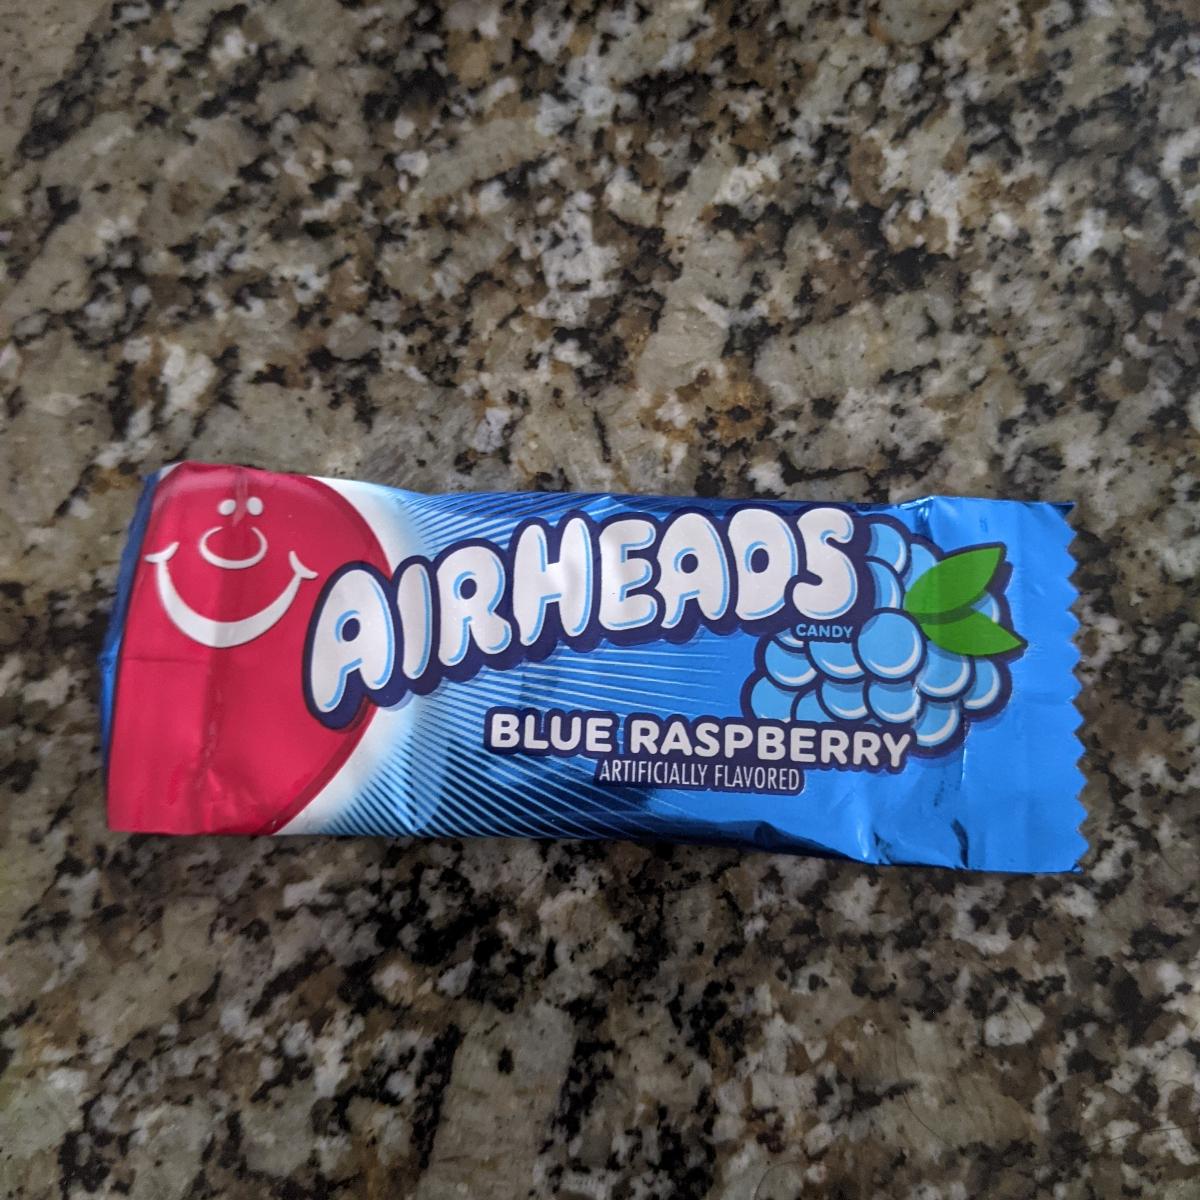 AIRHEADS
CANDY
BLUE RASPBERRY
ARTIFICIALLY FLAVORED